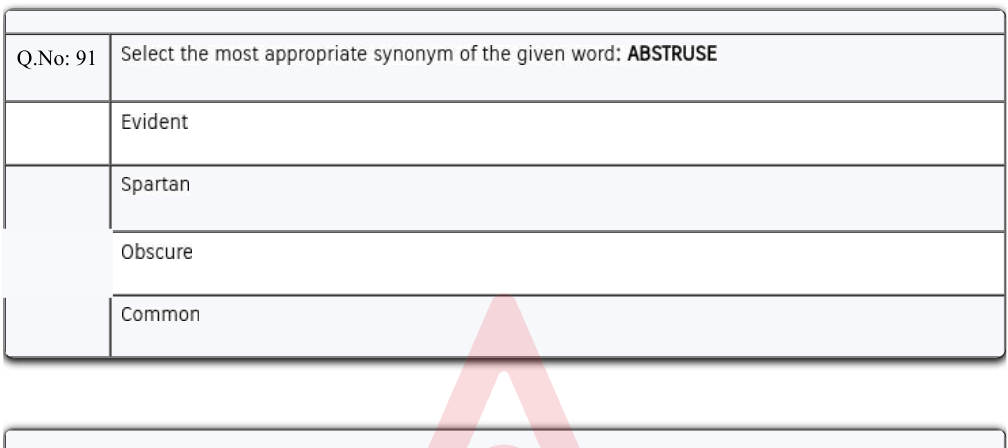 Q.No: 91 Select the most appropriate synonym of the given word: ABSTRUSE
Evident
Spartan
Obscure
Common